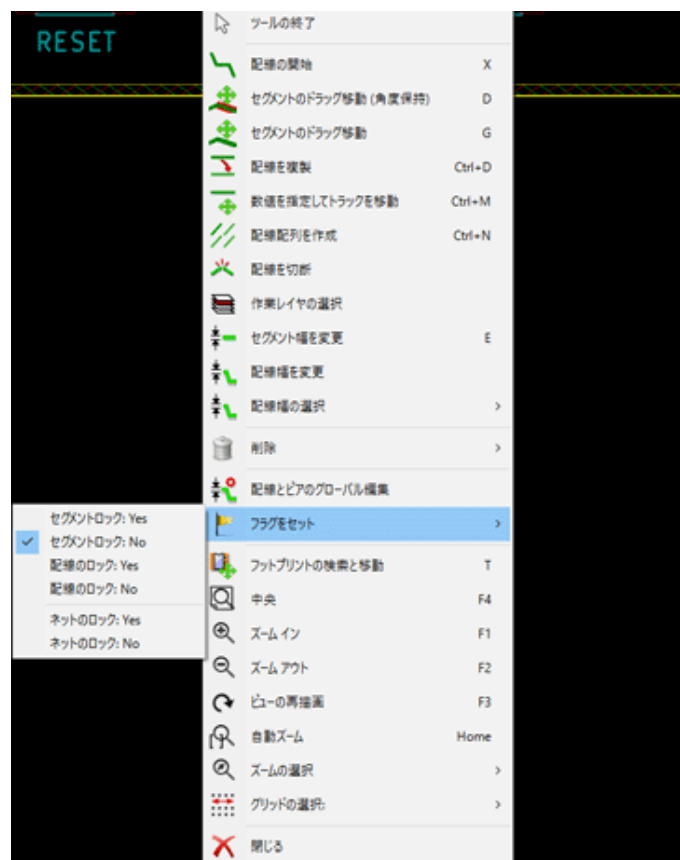 RESET
ツールの終了
配線の開始 X
セグメントのドラッグ移動 (角度保持) D
セグメントのドラッグ移動 G
配線を複製 Ctrl+D
数値を指定してトラックを移動 Ctrl+M
配線配列を作成 Ctrl+N
配線を切断
作業レイヤの選択
セグメント幅を変更 E
配線幅を変更
配線幅の選択 >
削除 >
配線とビアのグローバル編集
フラグをセット >
セグメントロック: Yes
セグメントロック: No
配線のロック: Yes
配線のロック: No
ネットのロック: Yes
ネットのロック: No
フットプリントの検索と移動 T
中央 F4
ズーム イン F1
ズーム アウト F2
ビューの再描画 F3
自動ズーム Home
ズームの選択 >
グリッドの選択: >
閉じる